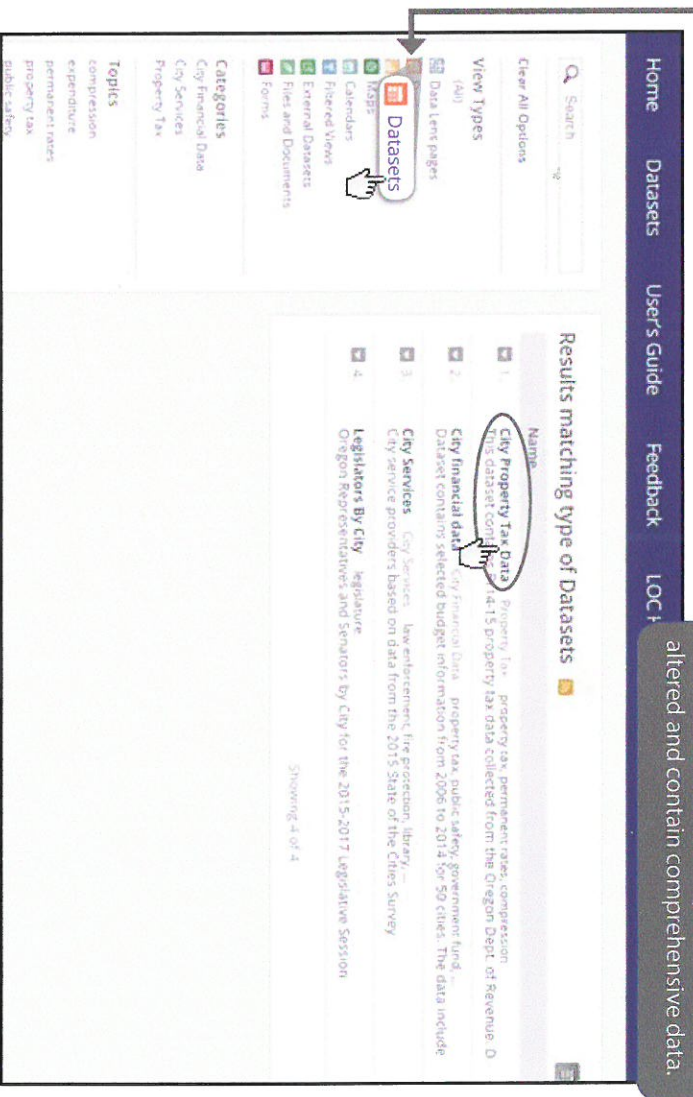 altered and contain comprehensive data.
Home Datasets User's Guide Feedback LOC
Search
Clear All Options
View Types
(All)
Data Lens pages
Datasets
Maps
Calendars
Filtered Views
External Datasets
Files and Documents
Forms
Categories
City Financial Data
City Services
Property Tax
Topics
compression
expenditure
permanent rates
property tax
public safety
Results matching type of Datasets
Name
1. City Property Tax Data Property Tax property tax, permanent rates, compression
This dataset contains 2014-15 property tax data collected from the Oregon Dept. of Revenue. D
2. City financial data City Financial Data property tax, public safety, government fund, ...
Dataset contains selected budget information from 2006 to 2014 for 50 cities. The data include
3. City Services City Services law enforcement, fire protection, library, ...
City service providers based on data from the 2015 State of the Cities Survey
4. Legislators By City legislature
Oregon Representatives and Senators by City for the 2015-2017 Legislative Session
Showing 4 of 4